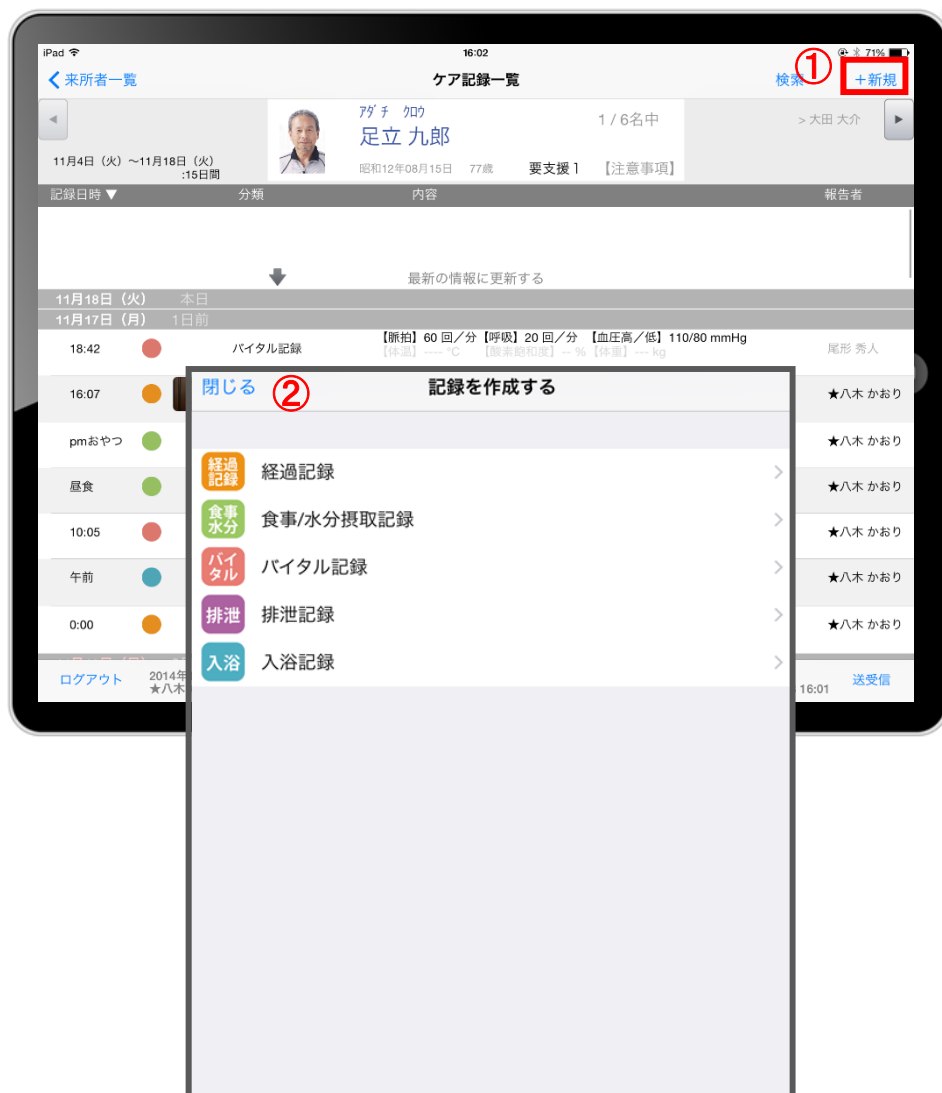 iPad 16:02 71%
来所者一覧 ケア記録一覧 検索 ① ＋新規
ｱﾀﾞﾁ ｸﾛｳ
足立 九郎 1 / 6名中 > 大田 大介
11月4日（火）～11月18日（火）
:15日間
昭和12年08月15日 77歳 要支援１ 【注意事項】
記録日時 ▼ 分類 内容 報告者
最新の情報に更新する
11月18日（火） 本日
11月17日（月） 1日前
18:42 バイタル記録 【脈拍】60 回／分 【呼吸】20 回／分 【血圧高／低】110/80 mmHg 尾形 秀人
【体温】---- ℃ 【酸素飽和度】-- % 【体重】---- kg
16:07 ★八木 かおり
pmおやつ ★八木 かおり
昼食 ★八木 かおり
10:05 ★八木 かおり
午前 ★八木 かおり
0:00 ★八木 かおり
ログアウト 2014年 16:01 送受信
★八木
閉じる ② 記録を作成する
経過
記録 経過記録
食事
水分 食事/水分摂取記録
バイ
タル バイタル記録
排泄 排泄記録
入浴 入浴記録